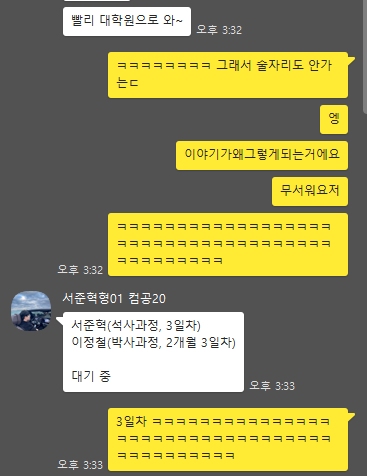 빨리 대학원으로 와~
오후 3:32
ㅋㅋㅋㅋㅋㅋㅋㅋ 그래서 술자리도 안가
는ㄷ
엥
이야기가왜그렇게되는거에요
무서워요저
ㅋㅋㅋㅋㅋㅋㅋㅋㅋㅋㅋㅋㅋㅋㅋㅋㅋㅋ
ㅋㅋㅋㅋㅋㅋㅋㅋㅋㅋㅋㅋㅋㅋㅋㅋㅋㅋ
ㅋㅋㅋㅋㅋㅋㅋㅋㅋ
오후 3:32
서준혁형01 컴공20
서준혁(석사과정, 3일차)
이정철(박사과정, 2개월 3일차)
대기 중
오후 3:33
3일차 ㅋㅋㅋㅋㅋㅋㅋㅋㅋㅋㅋㅋㅋㅋㅋ
ㅋㅋㅋㅋㅋㅋㅋㅋㅋㅋㅋㅋㅋㅋㅋㅋㅋㅋ
ㅋㅋㅋㅋㅋㅋㅋㅋㅋㅋ
오후 3:33